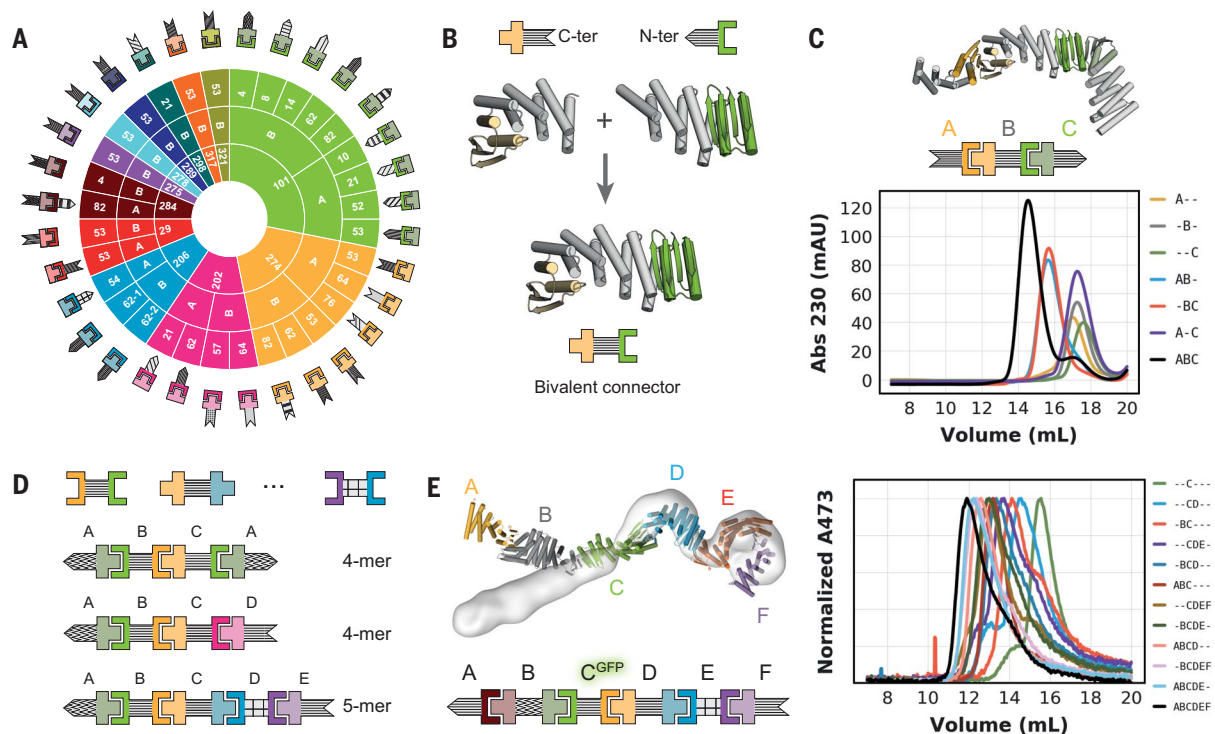 A
4
8
14
62
82
10
21
52
53
B
A
101
53
64
76
53
62
82
A
B
274
64
57
62
21
B
A
202
62-2
62-1
54
B
A
206
53
53
A
B
29
82
4
A
B
284
53
B
275
53
B
278
53
B
289
21
B
298
53
B
317
53
B
321
B
C-ter
N-ter
+
Bivalent connector
C
A B C
Abs 230 (mAU)
120
100
80
60
40
20
0
8 10 12 14 16 18 20
Volume (mL)
A--
-B-
--C
AB-
-BC
A-C
ABC
D
...
A B C A
4-mer
A B C D
4-mer
A B C D E
5-mer
E
A
B
C
D
E
F
A B C^GFP D E F
Normalized A473
8 10 12 14 16 18 20
Volume (mL)
--C---
--CD--
-BC---
--CDE-
-BCD--
ABC---
--CDEF
-BCDE-
ABCD--
-BCDEF
ABCDE-
ABCDEF